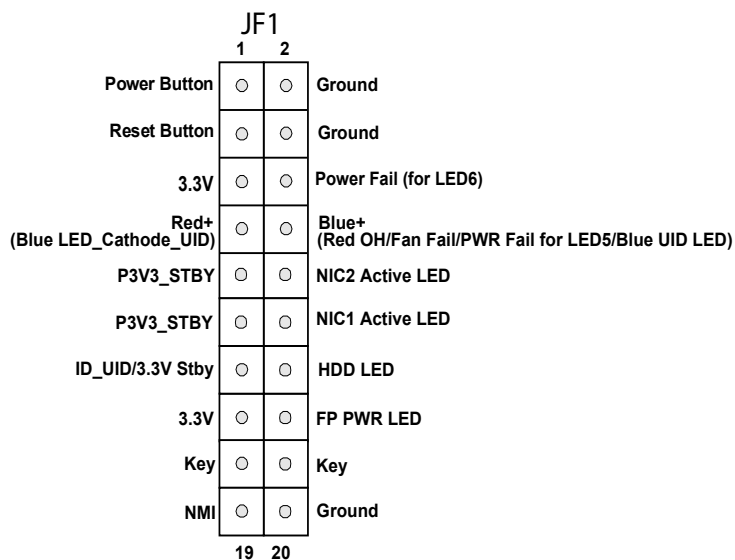 JF1
1 2
Power Button Ground
Reset Button Ground
3.3V Power Fail (for LED6)
Red+ Blue+
(Blue LED_Cathode_UID) (Red OH/Fan Fail/PWR Fail for LED5/Blue UID LED)
P3V3_STBY NIC2 Active LED
P3V3_STBY NIC1 Active LED
ID_UID/3.3V Stby HDD LED
3.3V FP PWR LED
Key Key
NMI Ground
19 20